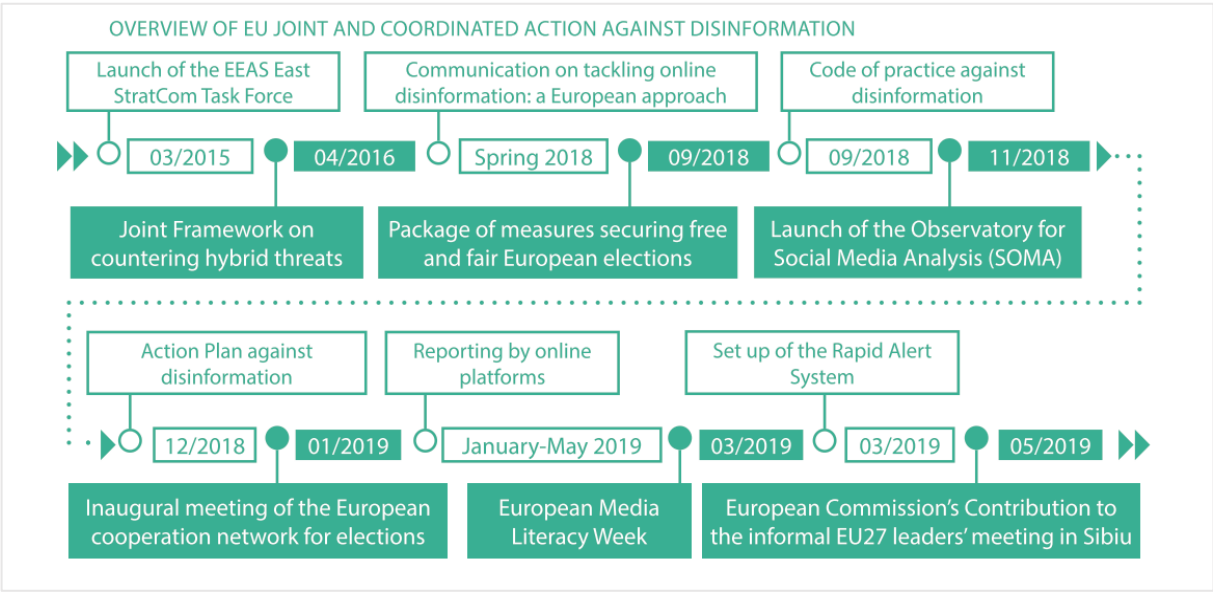 OVERVIEW OF EU JOINT AND COORDINATED ACTION AGAINST DISINFORMATION
Launch of the EEAS East
StratCom Task Force
Communication on tackling online
disinformation: a European approach
Code of practice against
disinformation
03/2015
04/2016
Spring 2018
09/2018
09/2018
11/2018
Joint Framework on
countering hybrid threats
Package of measures securing free
and fair European elections
Launch of the Observatory for
Social Media Analysis (SOMA)
Action Plan against
disinformation
Reporting by online
platforms
Set up of the Rapid Alert
System
12/2018
01/2019
January-May 2019
03/2019
03/2019
05/2019
Inaugural meeting of the European
cooperation network for elections
European Media
Literacy Week
European Commission’s Contribution to
the informal EU27 leaders’ meeting in Sibiu